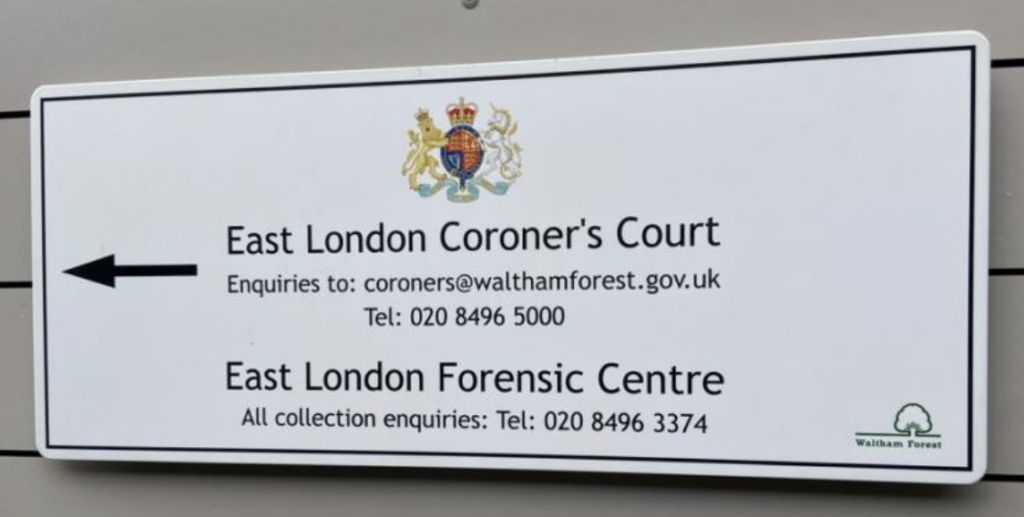 East London Coroner's Court
Enquiries to: coroners@walthamforest.gov.uk
Tel: 020 8496 5000
East London Forensic Centre
All collection enquiries: Tel: 020 8496 3374
Waltham Forest